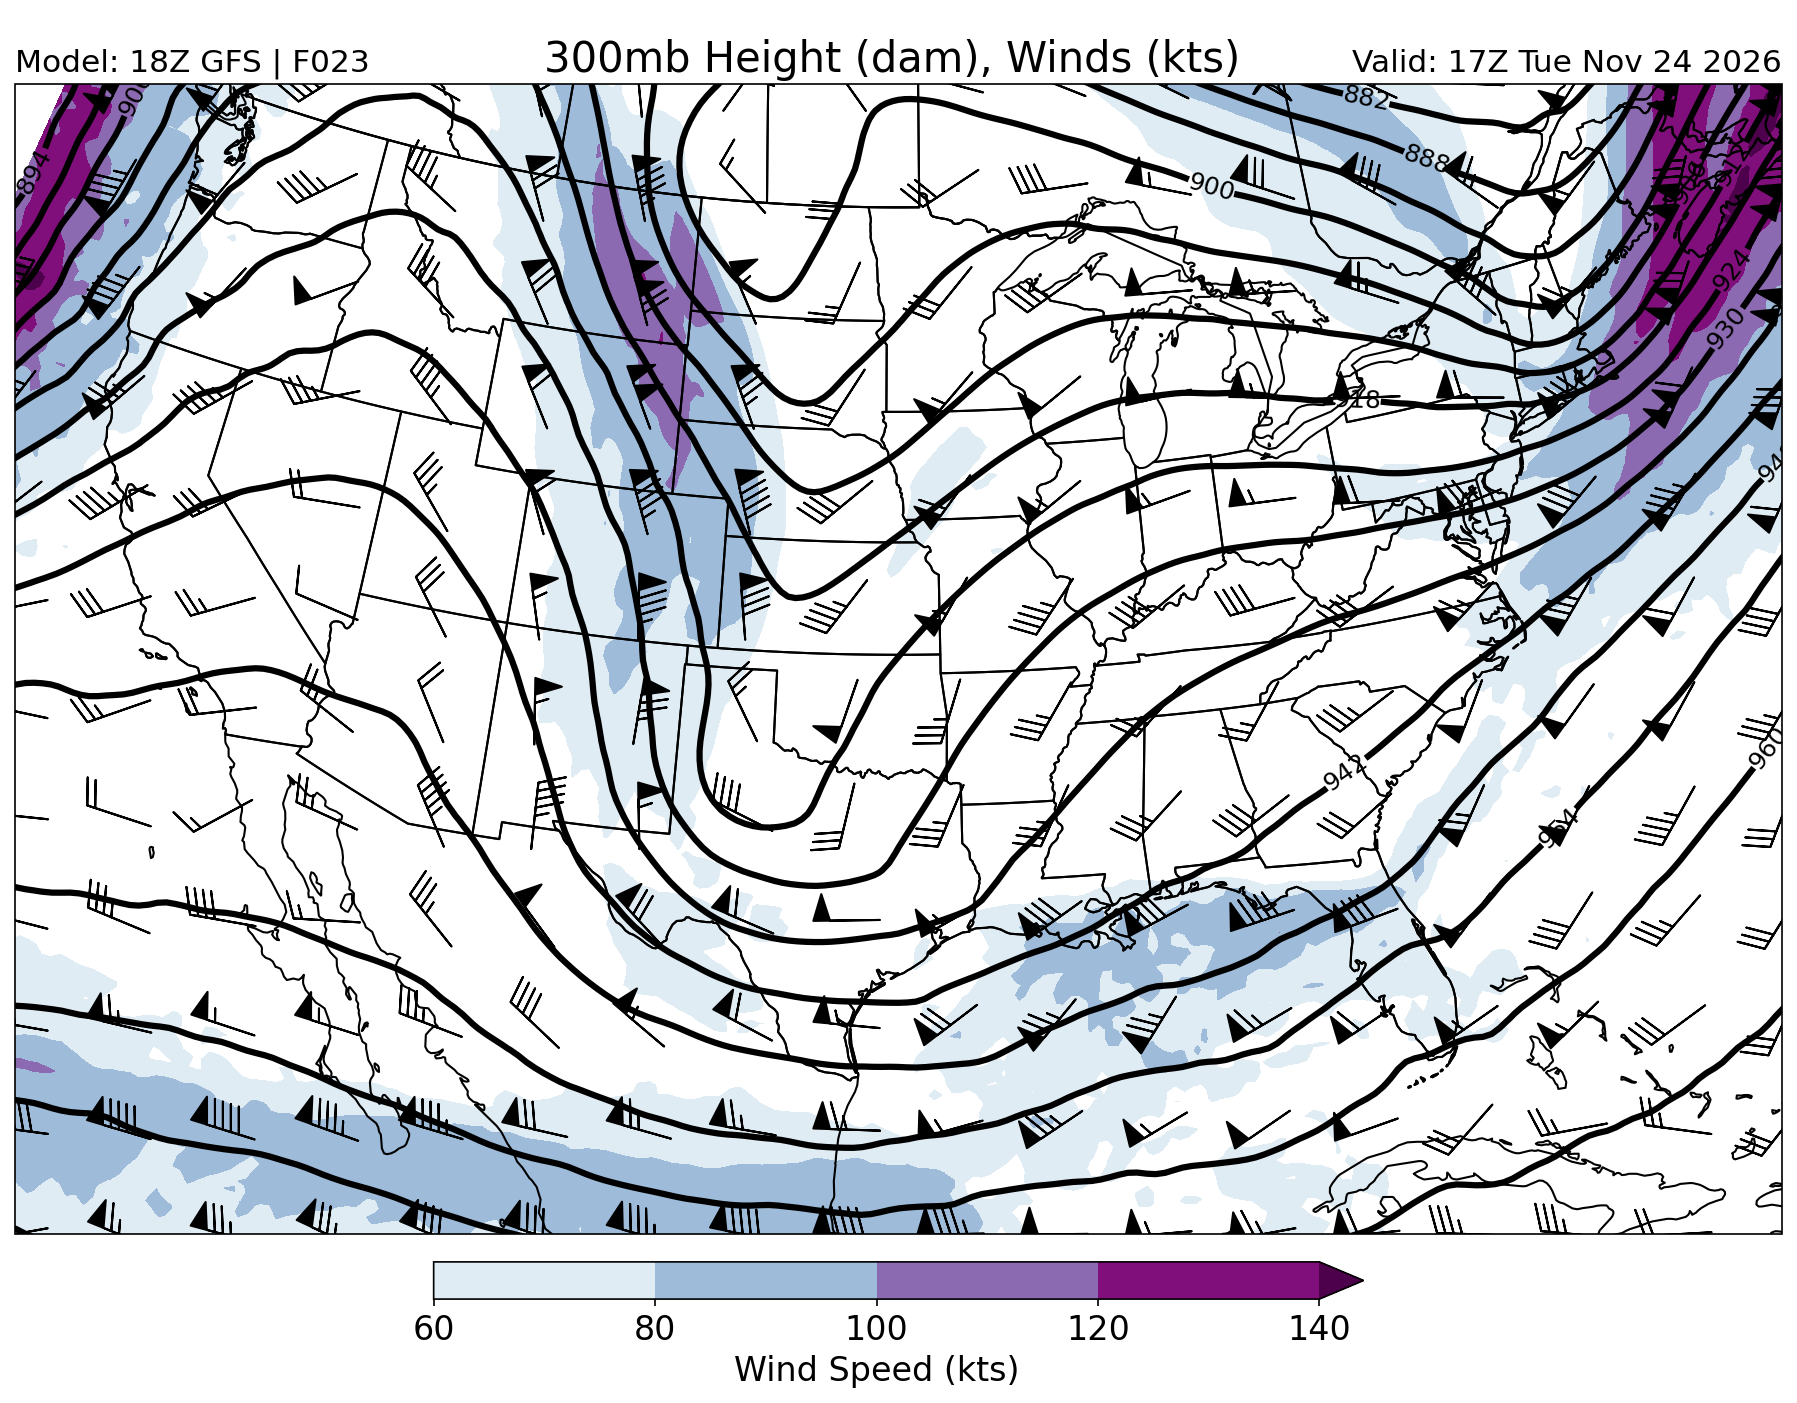 Model: 18Z GFS | F023
300mb Height (dam), Winds (kts)
Valid: 17Z Tue Nov 24 2026
882
888
894
900
912
924
930
942
954
960
60 80 100 120 140
Wind Speed (kts)